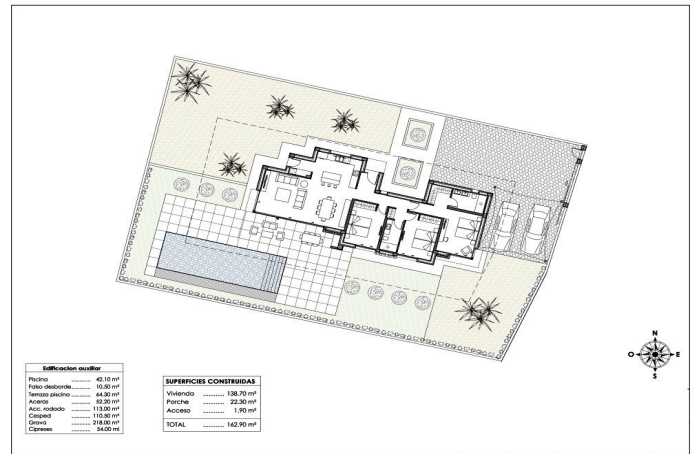 N
O
E
S
Edificacion auxiliar
Piscina ............ 42.10 m²
Falso desborde............ 10.50 m²
Terraza piscina ............ 64.30 m²
Aceras ............ 52.20 m²
Acc. rodado ............ 113.00 m²
Cesped ............ 110.50 m²
Grava ............ 218.00 m²
Cipreses ............ 54.00 ml
SUPERFICIES CONSTRUIDAS
Vivienda ............ 138.70 m²
Porche ............ 22.30 m²
Acceso ............ 1.90 m²
TOTAL ............ 162.90 m²